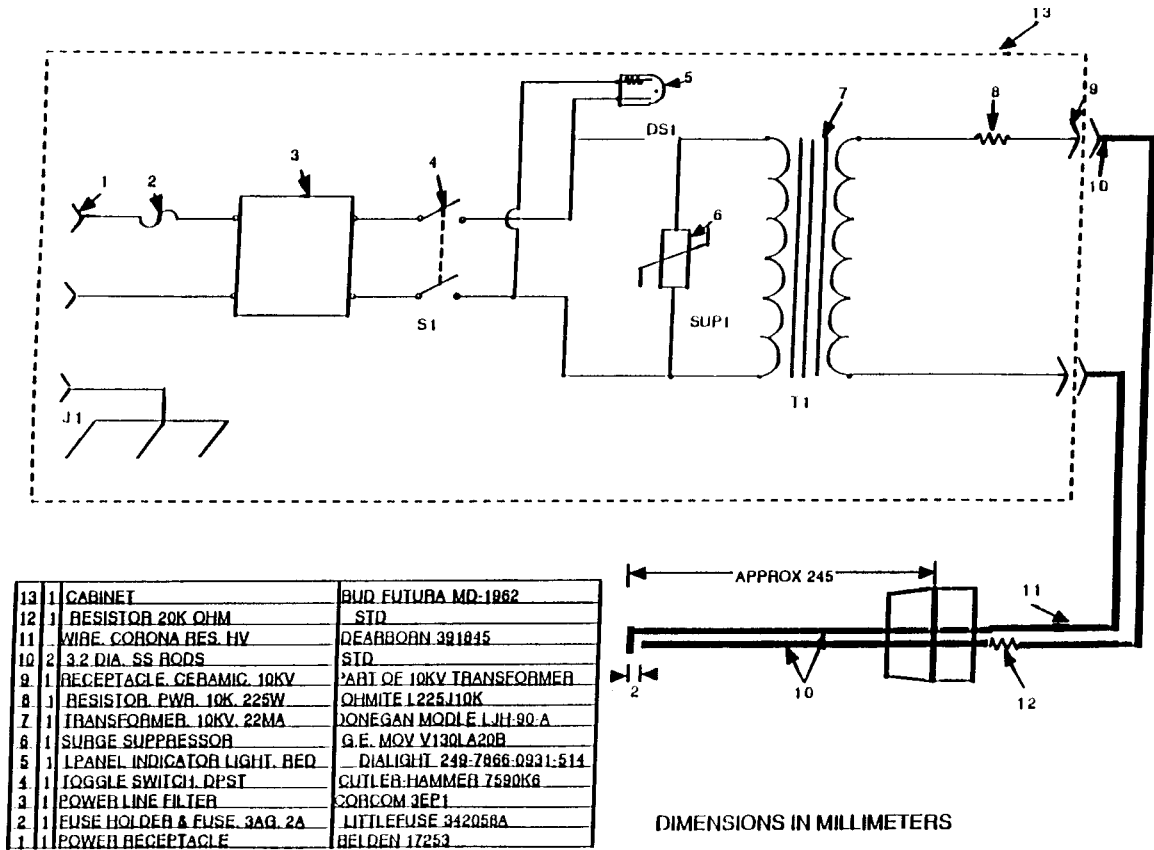 13
5
7
8
9
DS1
4
3
1
2
10
6
S1
SUP1
J1
T1
APPROX 245
11
2
10
12
13 1 CABINET BUD FUTURA MD-1962
12 1 RESISTOR 20K OHM STD
11 WIRE, CORONA RES. HV DEARBORN 391845
10 2 3.2 DIA. SS RODS STD
9 1 RECEPTACLE, CERAMIC, 10KV PART OF 10KV TRANSFORMER
8 1 RESISTOR, PWR, 10K, 225W OHMITE L225J10K
7 1 TRANSFORMER, 10KV, 22MA DONEGAN MODLE LJH-90-A
6 1 SURGE SUPPRESSOR G.E. MOV V130LA20B
5 1 LPANEL INDICATOR LIGHT, RED DIALIGHT 249-7866-0931-514
4 1 TOGGLE SWITCH, DPST CUTLER-HAMMER 7590K6
3 1 POWER LINE FILTER CORCOM 3EP1
2 1 FUSE HOLDER & FUSE, 3AG, 2A LITTLEFUSE 342058A
1 1 POWER RECEPTACLE BELDEN 17253
DIMENSIONS IN MILLIMETERS